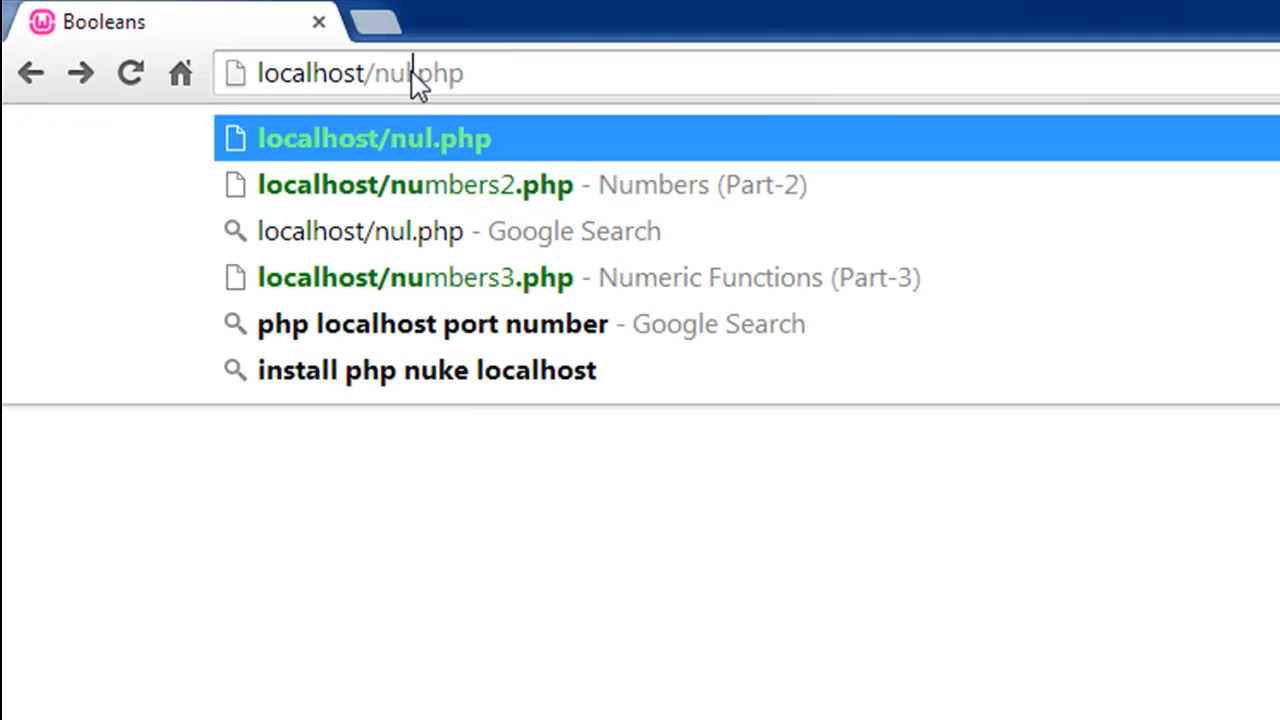 Booleans
localhost/nul.php
localhost/nul.php
localhost/numbers2.php - Numbers (Part-2)
localhost/nul.php - Google Search
localhost/numbers3.php - Numeric Functions (Part-3)
php localhost port number - Google Search
install php nuke localhost